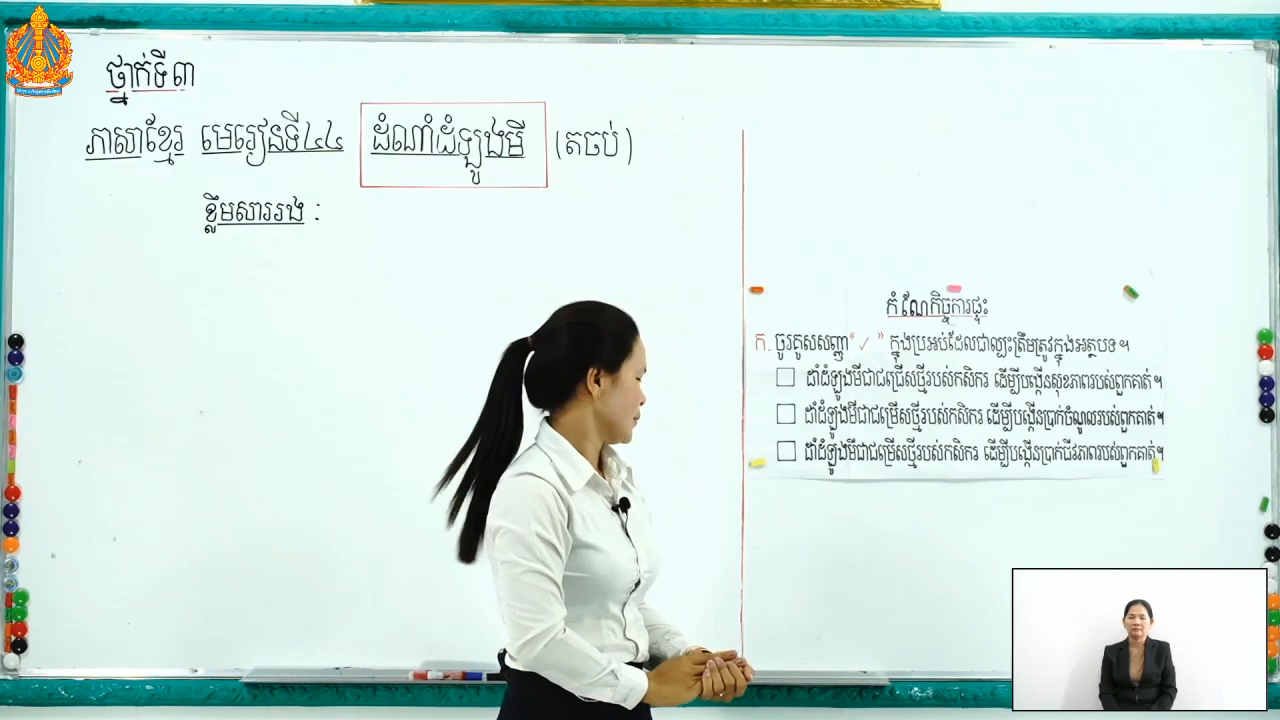 ថ្នាក់ទី៣
ភាសាខ្មែរ មេរៀនទី៤៤ ដំណាំដំឡូងមី (តចប់)
ខ្លឹមសាររង :
កំណែកិច្ចការផ្ទះ
ក. ចូរគូសសញ្ញា"✓" ក្នុងប្រអប់ដែលជាល្បះត្រឹមត្រូវក្នុងអត្ថបទ។
ដាំដំឡូងមីជាជម្រើសថ្មីរបស់កសិករ ដើម្បីបង្កើនសុខភាពរបស់ពួកគាត់។
ដាំដំឡូងមីជាជម្រើសថ្មីរបស់កសិករ ដើម្បីបង្កើនប្រាក់ចំណូលរបស់ពួកគាត់។
ដាំដំឡូងមីជាជម្រើសថ្មីរបស់កសិករ ដើម្បីបង្កើនប្រាក់ជីវភាពរបស់ពួកគាត់។